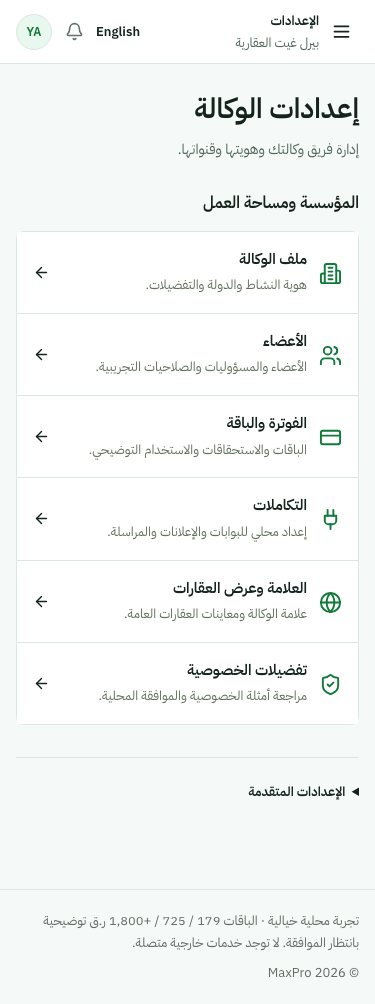 الإعدادات
بيرل غيت العقارية
English
YA
إعدادات الوكالة
إدارة فريق وكالتك وهويتها وقنواتها.
المؤسسة ومساحة العمل
ملف الوكالة
هوية النشاط والدولة والتفضيلات.
الأعضاء
الأعضاء والمسؤوليات والصلاحيات التجريبية.
الفوترة والباقة
الباقات والاستحقاقات والاستخدام التوضيحي.
التكاملات
إعداد محلي للبوابات والإعلانات والمراسلة.
العلامة وعرض العقارات
علامة الوكالة ومعاينات العقارات العامة.
تفضيلات الخصوصية
مراجعة أمثلة الخصوصية والموافقة المحلية.
الإعدادات المتقدمة
تجربة محلية خيالية · الباقات 179 / 725 / +1,800 ر.ق توضيحية
بانتظار الموافقة. لا توجد خدمات خارجية متصلة.
© 2026 MaxPro